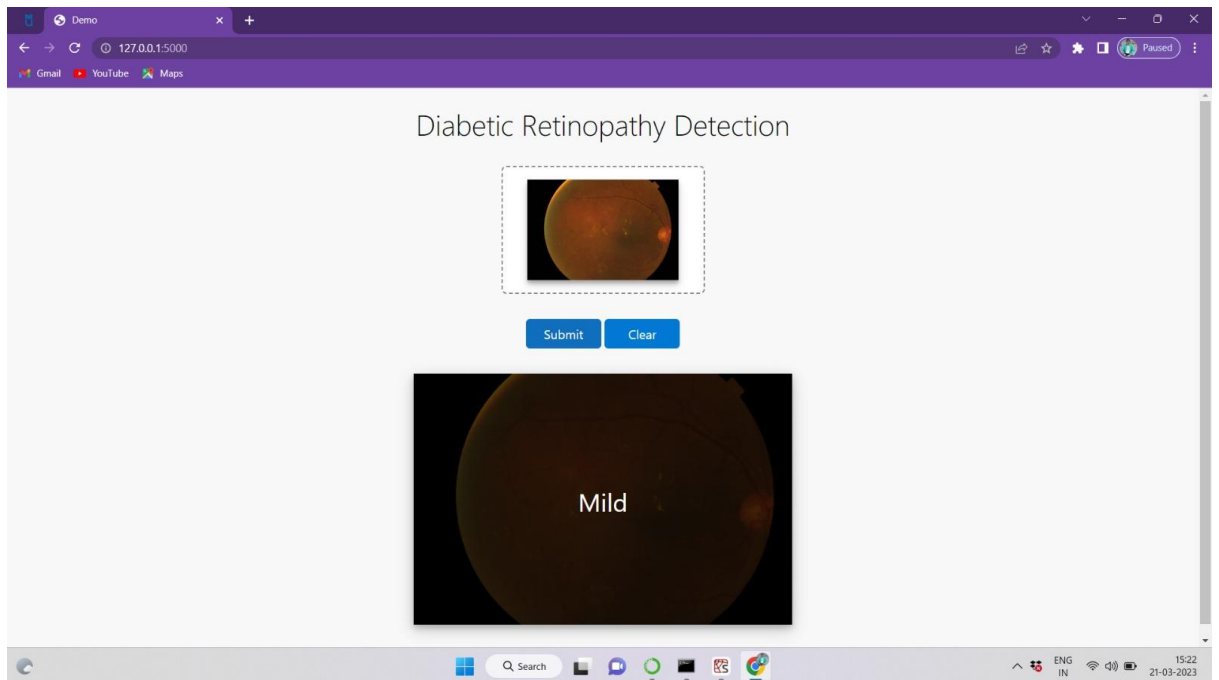 Demo
127.0.0.1:5000
Paused
Gmail YouTube Maps
Diabetic Retinopathy Detection
Submit Clear
Mild
Search
ENG
IN
15:22
21-03-2023